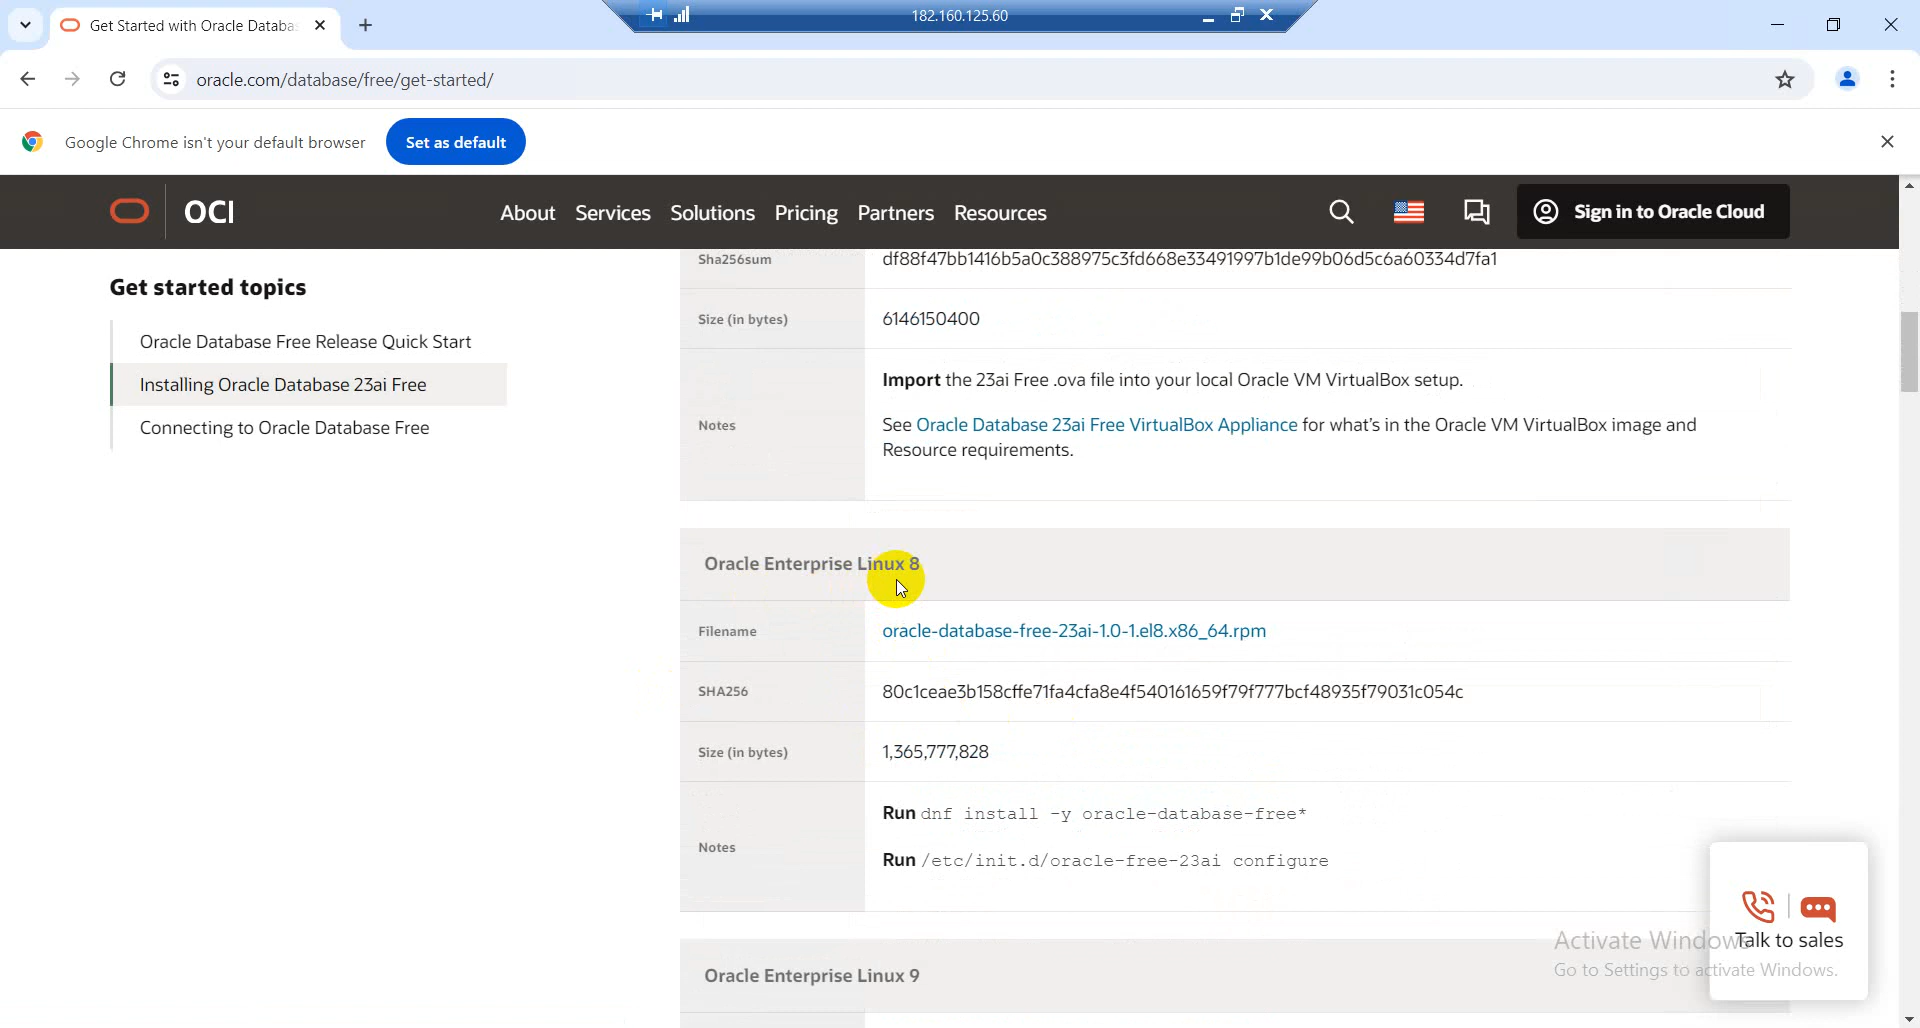 Get Started with Oracle Databa
182.160.125.60
oracle.com/database/free/get-started/
Google Chrome isn't your default browser
Set as default
OCI
About Services Solutions Pricing Partners Resources
Sign in to Oracle Cloud
Get started topics
Oracle Database Free Release Quick Start
Installing Oracle Database 23ai Free
Connecting to Oracle Database Free
Sha256sum df88f47bb1416b5a0c388975c3fd668e33491997b1de99b06d5c6a60334d7fa1
Size (in bytes) 6146150400
Notes
Import the 23ai Free .ova file into your local Oracle VM VirtualBox setup.
See Oracle Database 23ai Free VirtualBox Appliance for what's in the Oracle VM VirtualBox image and
Resource requirements.
Oracle Enterprise Linux 8
Filename oracle-database-free-23ai-1.0-1.el8.x86_64.rpm
SHA256 80c1ceae3b158cffe71fa4cfa8e4f540161659f79f777bcf48935f79031c054c
Size (in bytes) 1,365,777,828
Notes
Run dnf install -y oracle-database-free*
Run /etc/init.d/oracle-free-23ai configure
Oracle Enterprise Linux 9
Talk to sales
Activate Windows
Go to Settings to activate Windows.